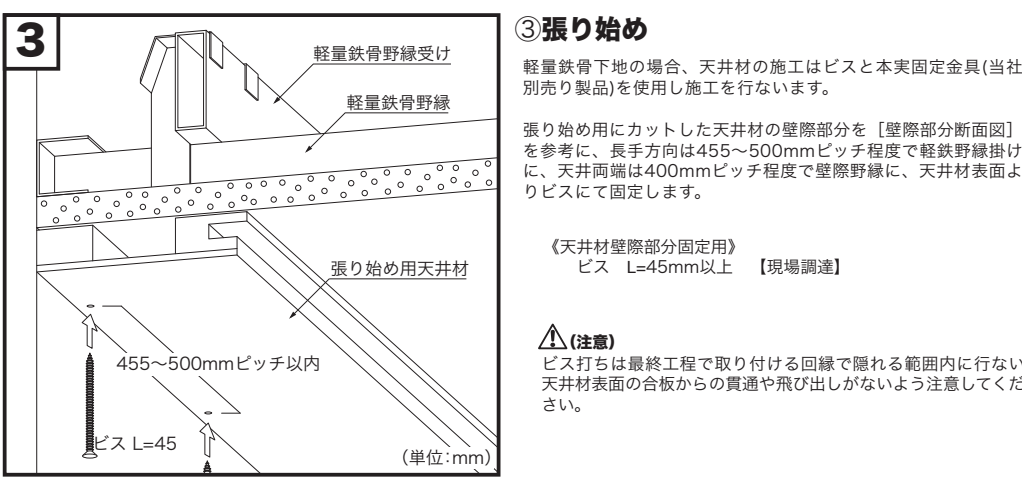 3
軽量鉄骨野縁受け
軽量鉄骨野縁
張り始め用天井材
455〜500mmピッチ以内
ビス L=45
(単位:mm)
③張り始め
軽量鉄骨下地の場合、天井材の施工はビスと本実固定金具(当社
別売り製品)を使用し施工を行ないます。
張り始め用にカットした天井材の壁際部分を［壁際部分断面図］
を参考に、長手方向は455〜500mmピッチ程度で軽鉄野縁掛け
に、天井両端は400mmピッチ程度で壁際野縁に、天井材表面よ
りビスにて固定します。
《天井材壁際部分固定用》
ビス　L=45mm以上　【現場調達】
(注意)
ビス打ちは最終工程で取り付ける回縁で隠れる範囲内に行ない
天井材表面の合板からの貫通や飛び出しがないよう注意してくだ
さい。